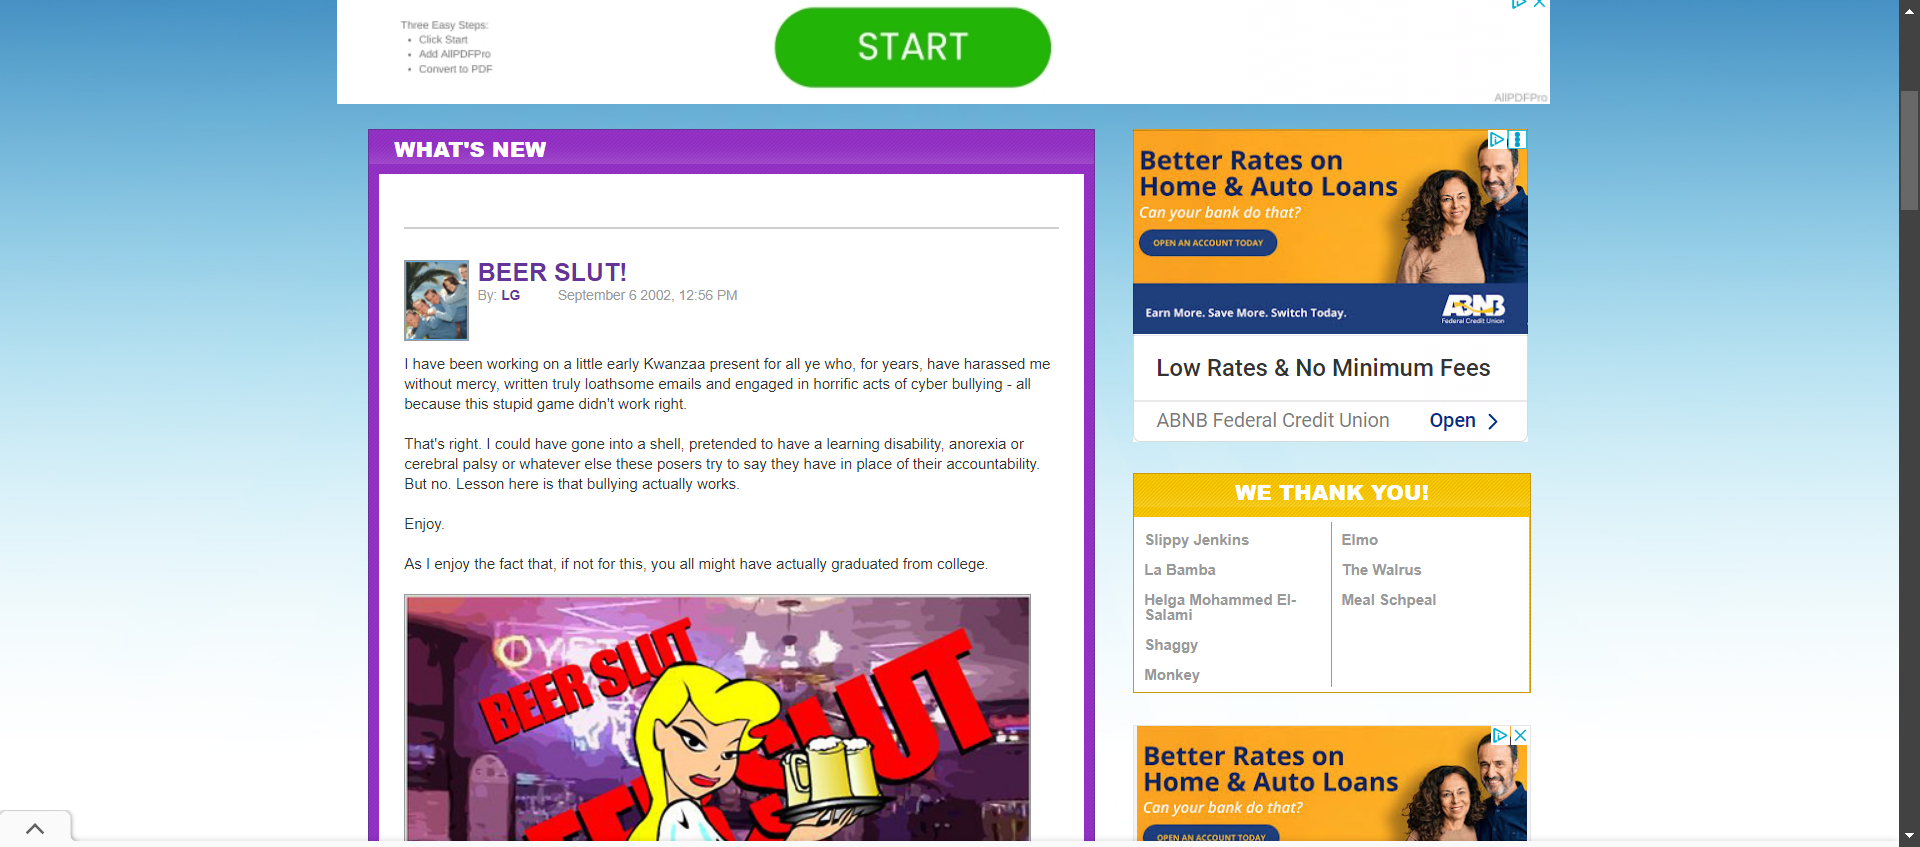 Three Easy Steps:
• Click Start
• Add AllPDFPro
• Convert to PDF
START
AllPDFPro
WHAT'S NEW
BEER SLUT!
By: LG September 6 2002, 12:56 PM
I have been working on a little early Kwanzaa present for all ye who, for years, have harassed me
without mercy, written truly loathsome emails and engaged in horrific acts of cyber bullying - all
because this stupid game didn't work right.
That's right. I could have gone into a shell, pretended to have a learning disability, anorexia or
cerebral palsy or whatever else these posers try to say they have in place of their accountability.
But no. Lesson here is that bullying actually works.
Enjoy.
As I enjoy the fact that, if not for this, you all might have actually graduated from college.
BEER SLUT
Better Rates on
Home & Auto Loans
Can your bank do that?
OPEN AN ACCOUNT TODAY
Earn More. Save More. Switch Today.
ABNB
Federal Credit Union
Low Rates & No Minimum Fees
ABNB Federal Credit Union Open
WE THANK YOU!
Slippy Jenkins
La Bamba
Helga Mohammed El-
Salami
Shaggy
Monkey
Elmo
The Walrus
Meal Schpeal
Better Rates on
Home & Auto Loans
Can your bank do that?
OPEN AN ACCOUNT TODAY